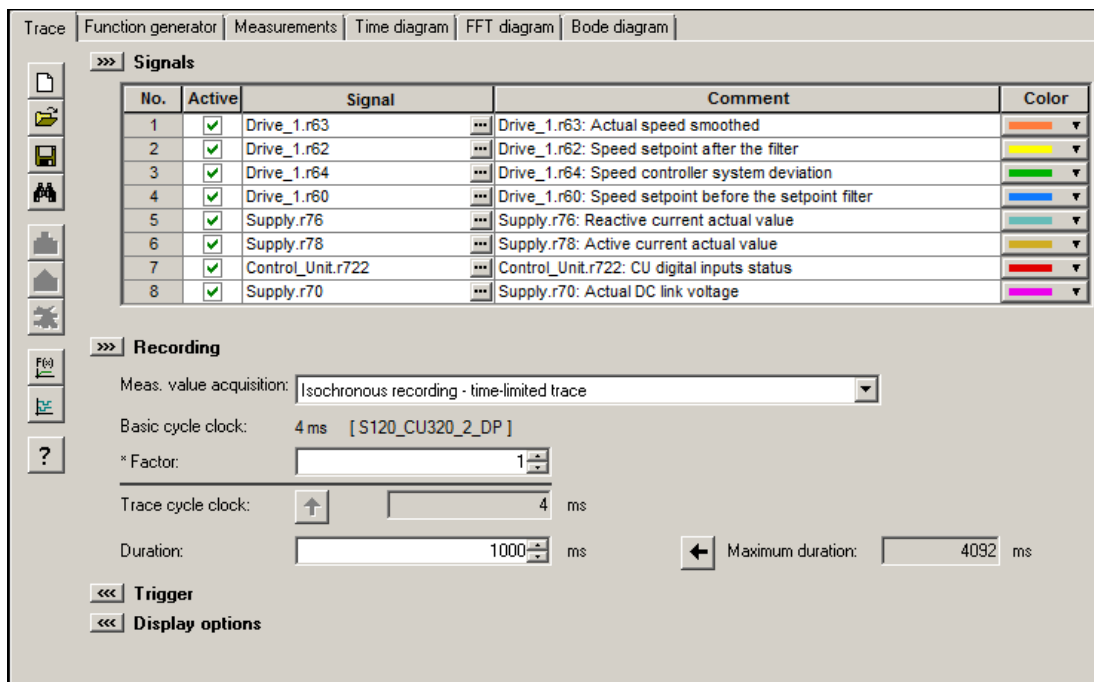 Trace Function generator Measurements Time diagram FFT diagram Bode diagram
>>> Signals
No. Active Signal Comment Color
1 Drive_1.r63 ... Drive_1.r63: Actual speed smoothed
2 Drive_1.r62 ... Drive_1.r62: Speed setpoint after the filter
3 Drive_1.r64 ... Drive_1.r64: Speed controller system deviation
4 Drive_1.r60 ... Drive_1.r60: Speed setpoint before the setpoint filter
5 Supply.r76 ... Supply.r76: Reactive current actual value
6 Supply.r78 ... Supply.r78: Active current actual value
7 Control_Unit.r722 ... Control_Unit.r722: CU digital inputs status
8 Supply.r70 ... Supply.r70: Actual DC link voltage
>>> Recording
F(x)
Meas. value acquisition: Isochronous recording - time-limited trace
Basic cycle clock: 4 ms [ S120_CU320_2_DP ]
?
* Factor: 1
Trace cycle clock: 4 ms
Duration: 1000 ms Maximum duration: 4092 ms
<<< Trigger
<<< Display options